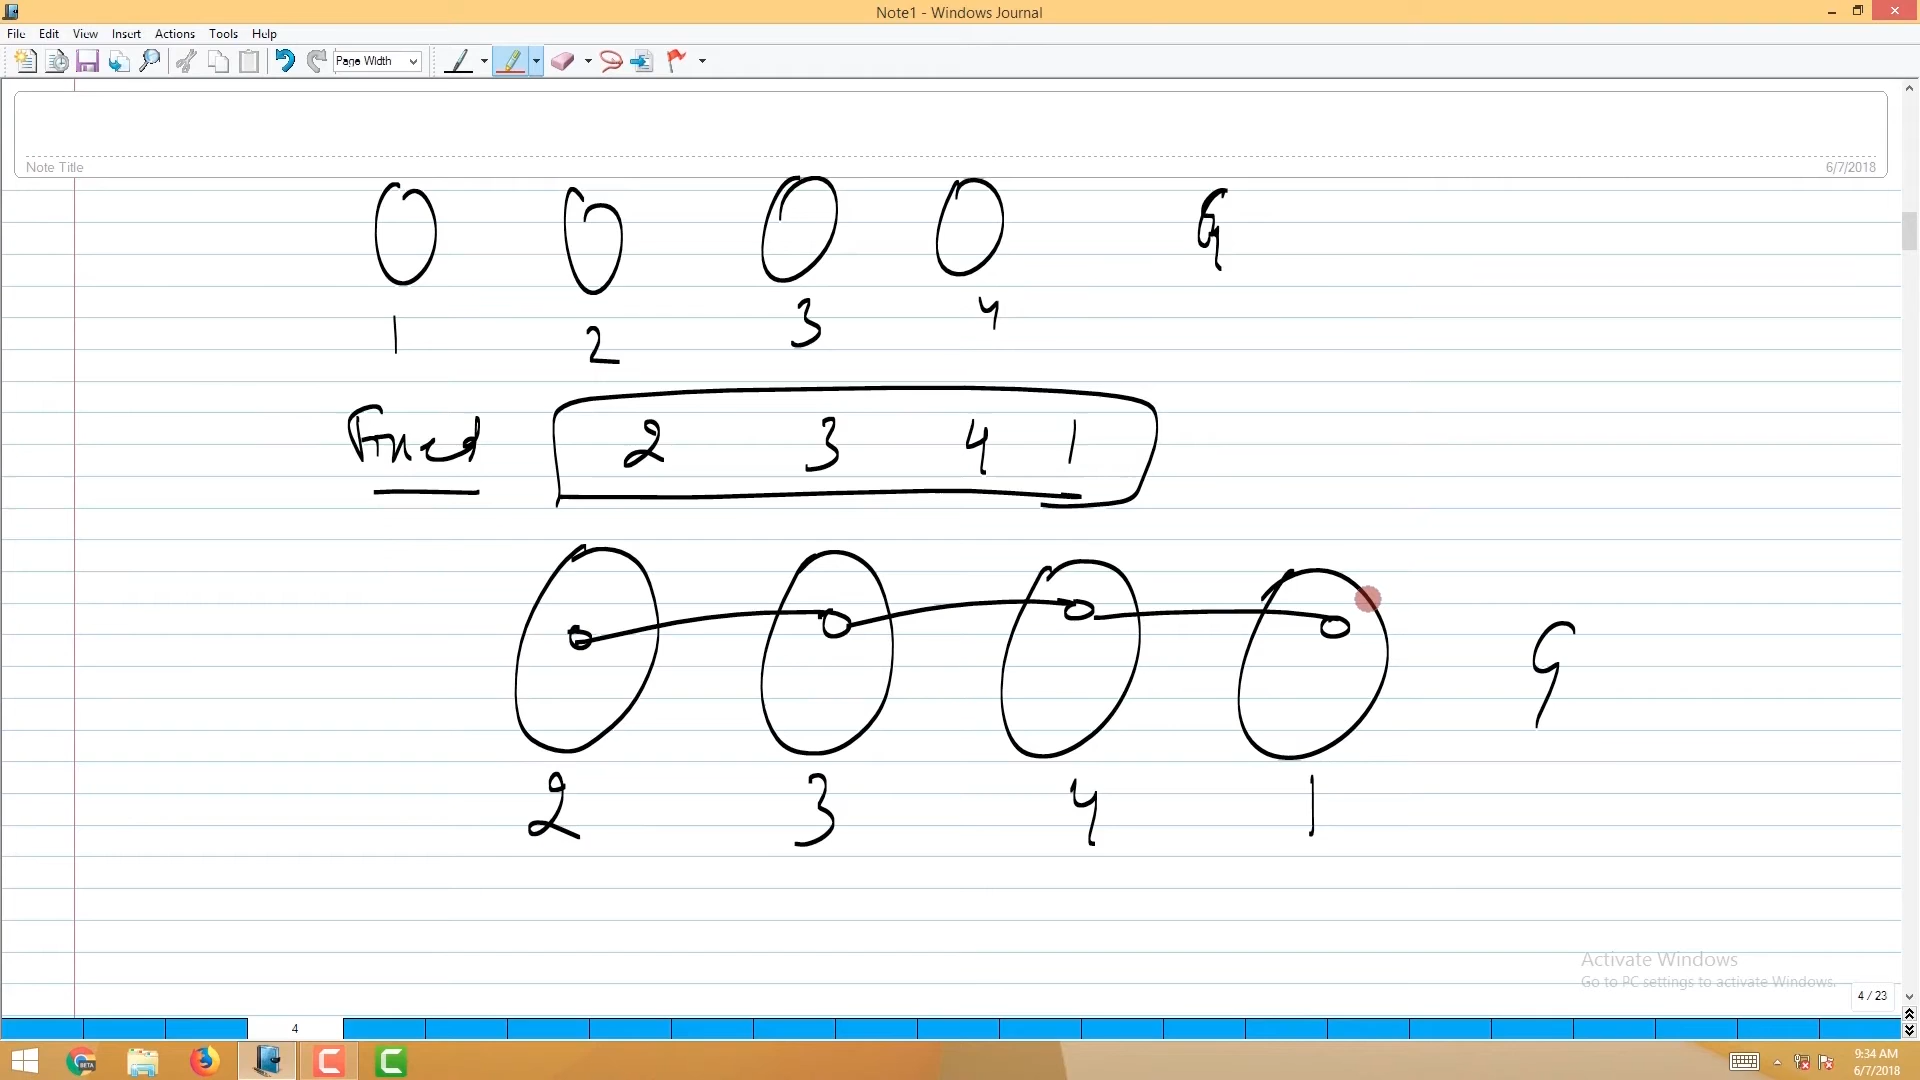 Note1 - Windows Journal
File Edit View Insert Actions Tools Help
Page Width
Note Title 6/7/2018
G
1 2 3 4
Fixed 2 3 4 1
G
2 3 4 1
Activate Windows
Go to PC settings to activate Windows.
4 / 23
4
BETA
9:34 AM
6/7/2018